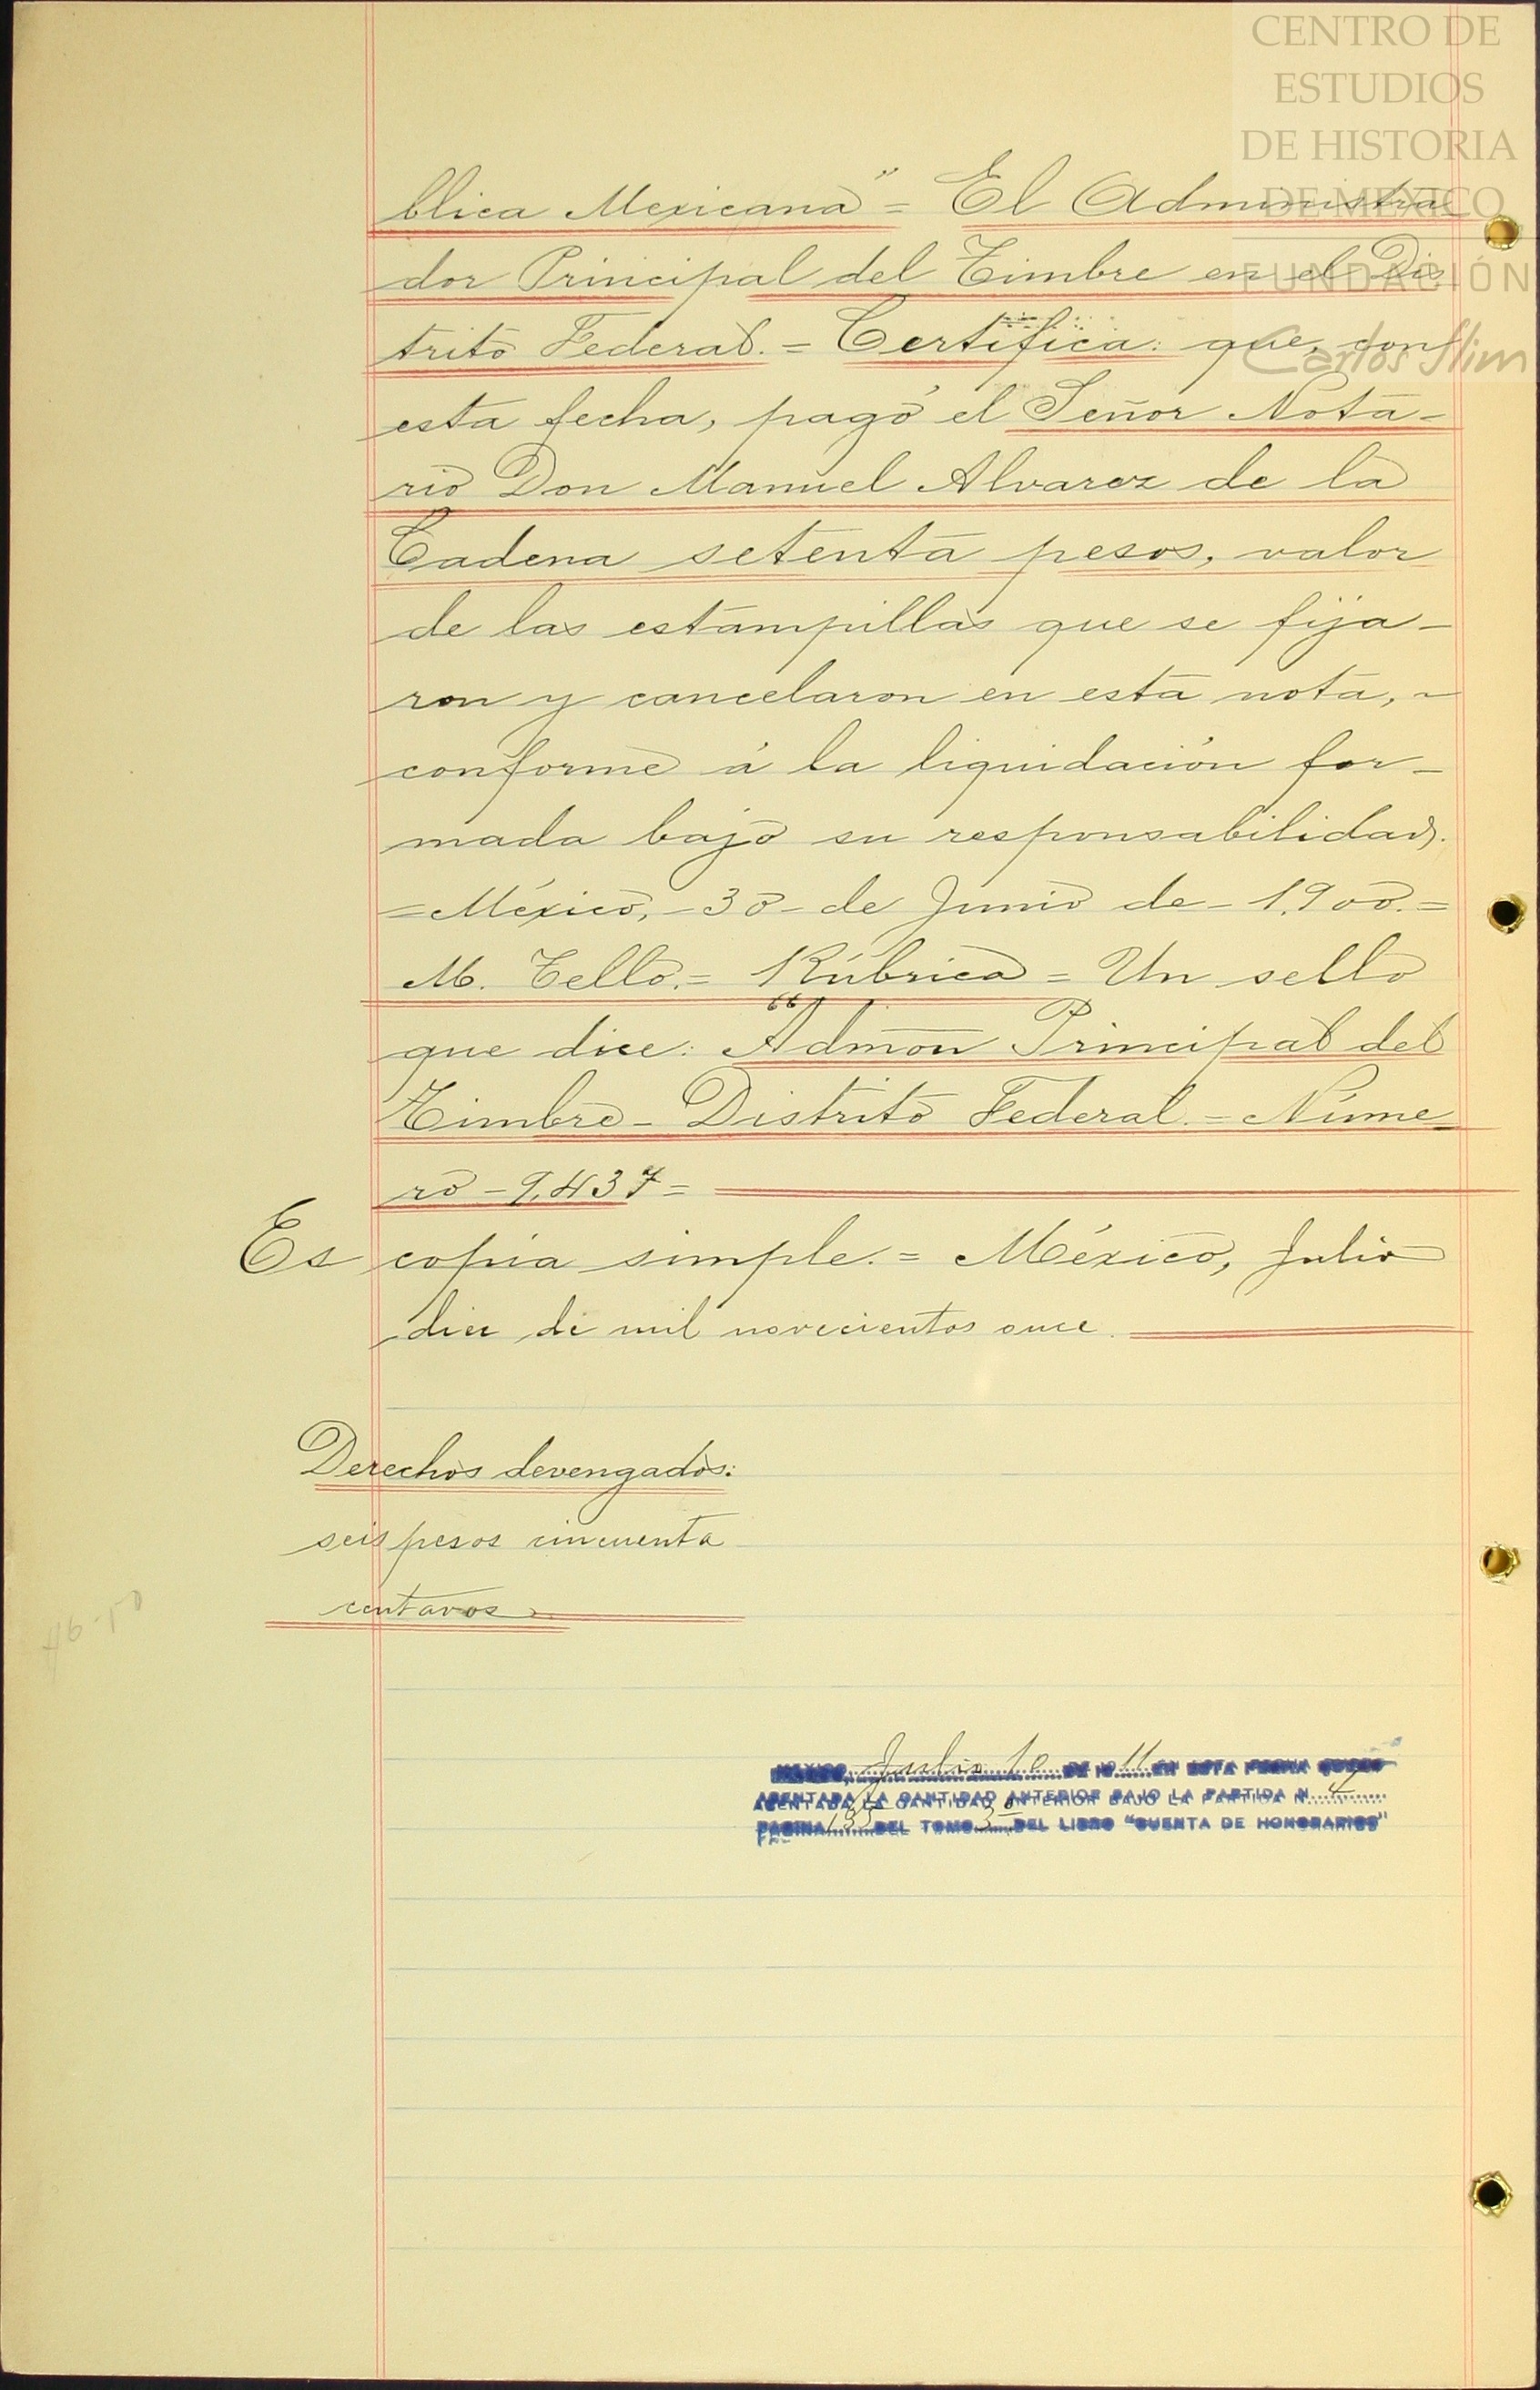 CENTRO DE
ESTUDIOS
DE HISTORIA
DE MÉXICO
FUNDACIÓN
Carlos Slim
blica Mexicana" = El Administra
dor Principal del Timbre en el Dis
trito Federal. = Certifica: que, con
esta fecha, pagó el Señor Nota-
rio Don Manuel Alvarez de la
Cadena setenta pesos, valor
de las estampillas que se fija-
ron y cancelaron en esta nota, -
conforme á la liquidación for-
mada bajo su responsabilidad.
= México, - 30 - de Junio de - 1,900. =
M. Tello. = Rúbrica = Un sello
que dice: "Admon Principal del
Timbre - Distrito Federal. = Núme
ro - 9,437 =
Es copia simple. = México, Julio
diez de mil novecientos once.
Derechos devengados:
seis pesos cincuenta
centavos
46-50
MEXICO, Julio 10 DE 1911 EN ESTA FECHA QUEDO
ASENTADA LA CANTIDAD ANTERIOR BAJO LA PARTIDA N. 4
PAGINA 135 DEL TOMO 3º DEL LIBRO "CUENTA DE HONORARIOS"